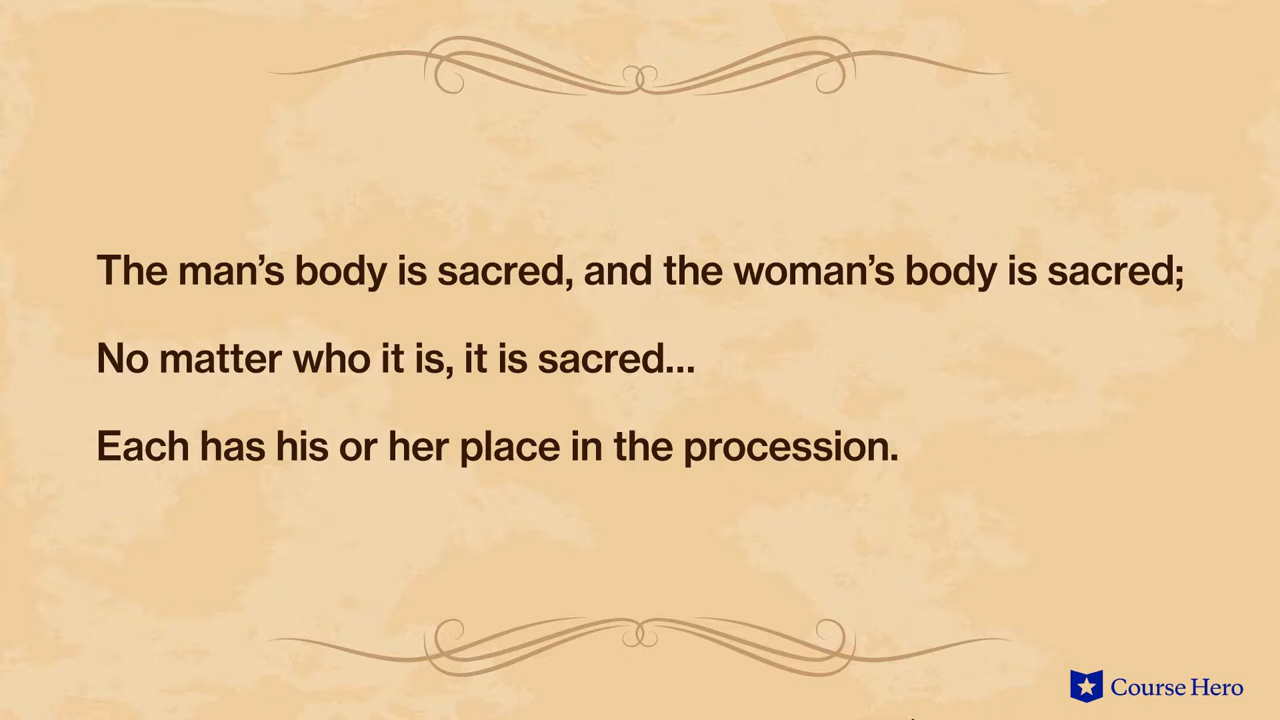 The man’s body is sacred, and the woman’s body is sacred;
No matter who it is, it is sacred...
Each has his or her place in the procession.
Course Hero